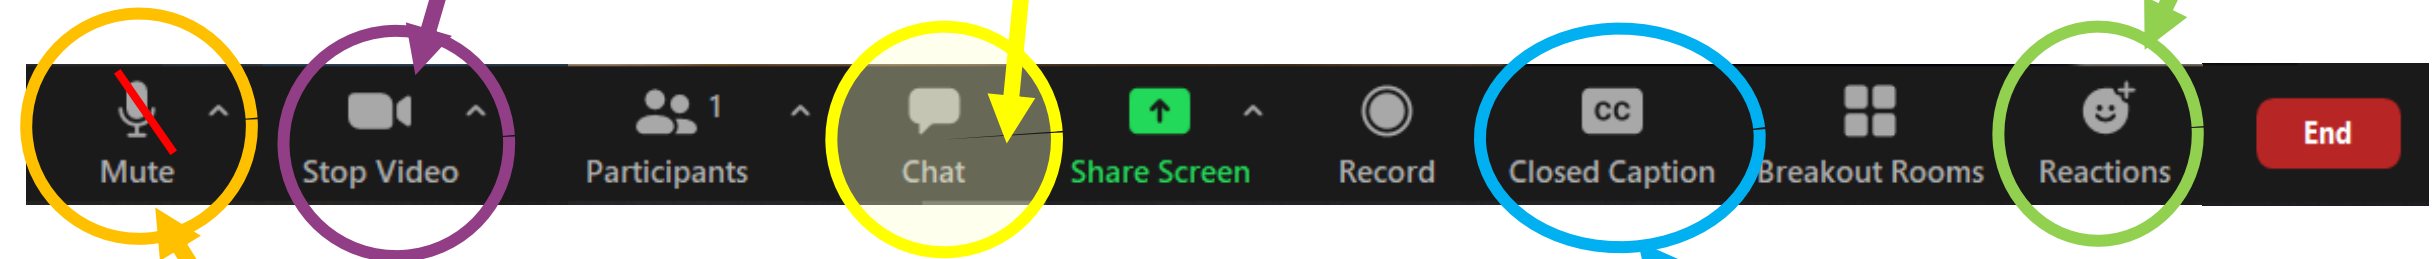 1
CC
Mute Stop Video Participants Chat Share Screen Record Closed Caption Breakout Rooms Reactions End